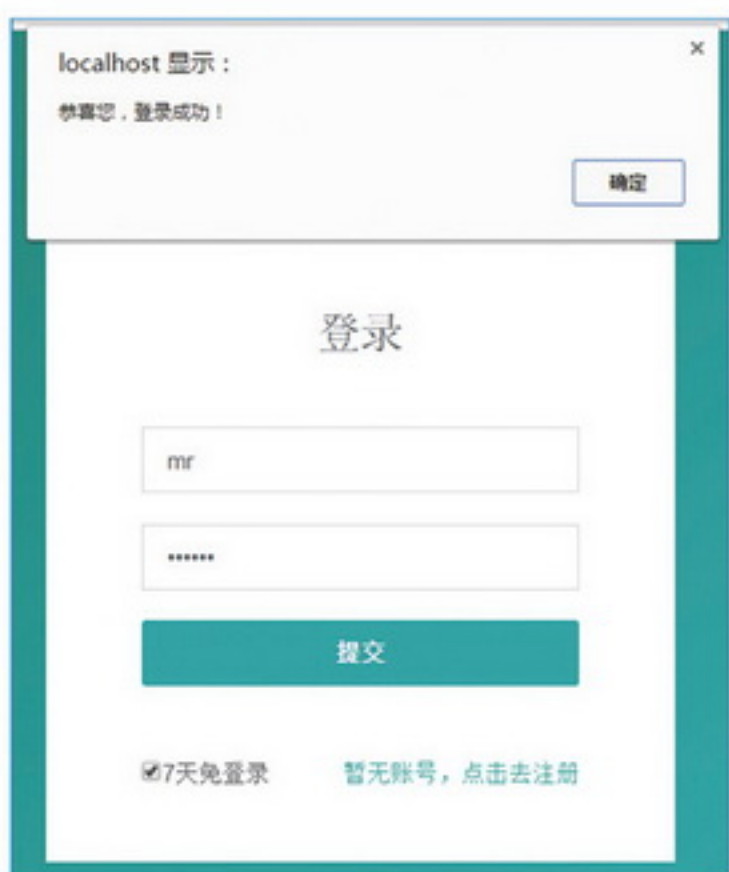 localhost 显示：
恭喜您，登录成功！
确定
登录
mr
••••••
提交
7天免登录
暂无账号，点击去注册